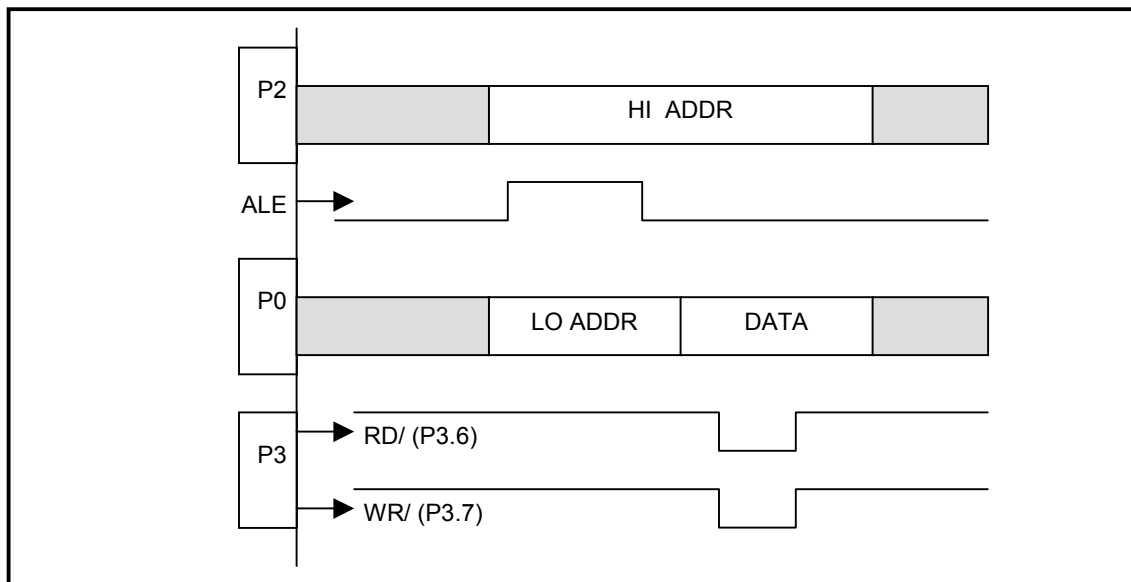 P2
HI ADDR
ALE
P0
LO ADDR
DATA
P3
RD/ (P3.6)
WR/ (P3.7)